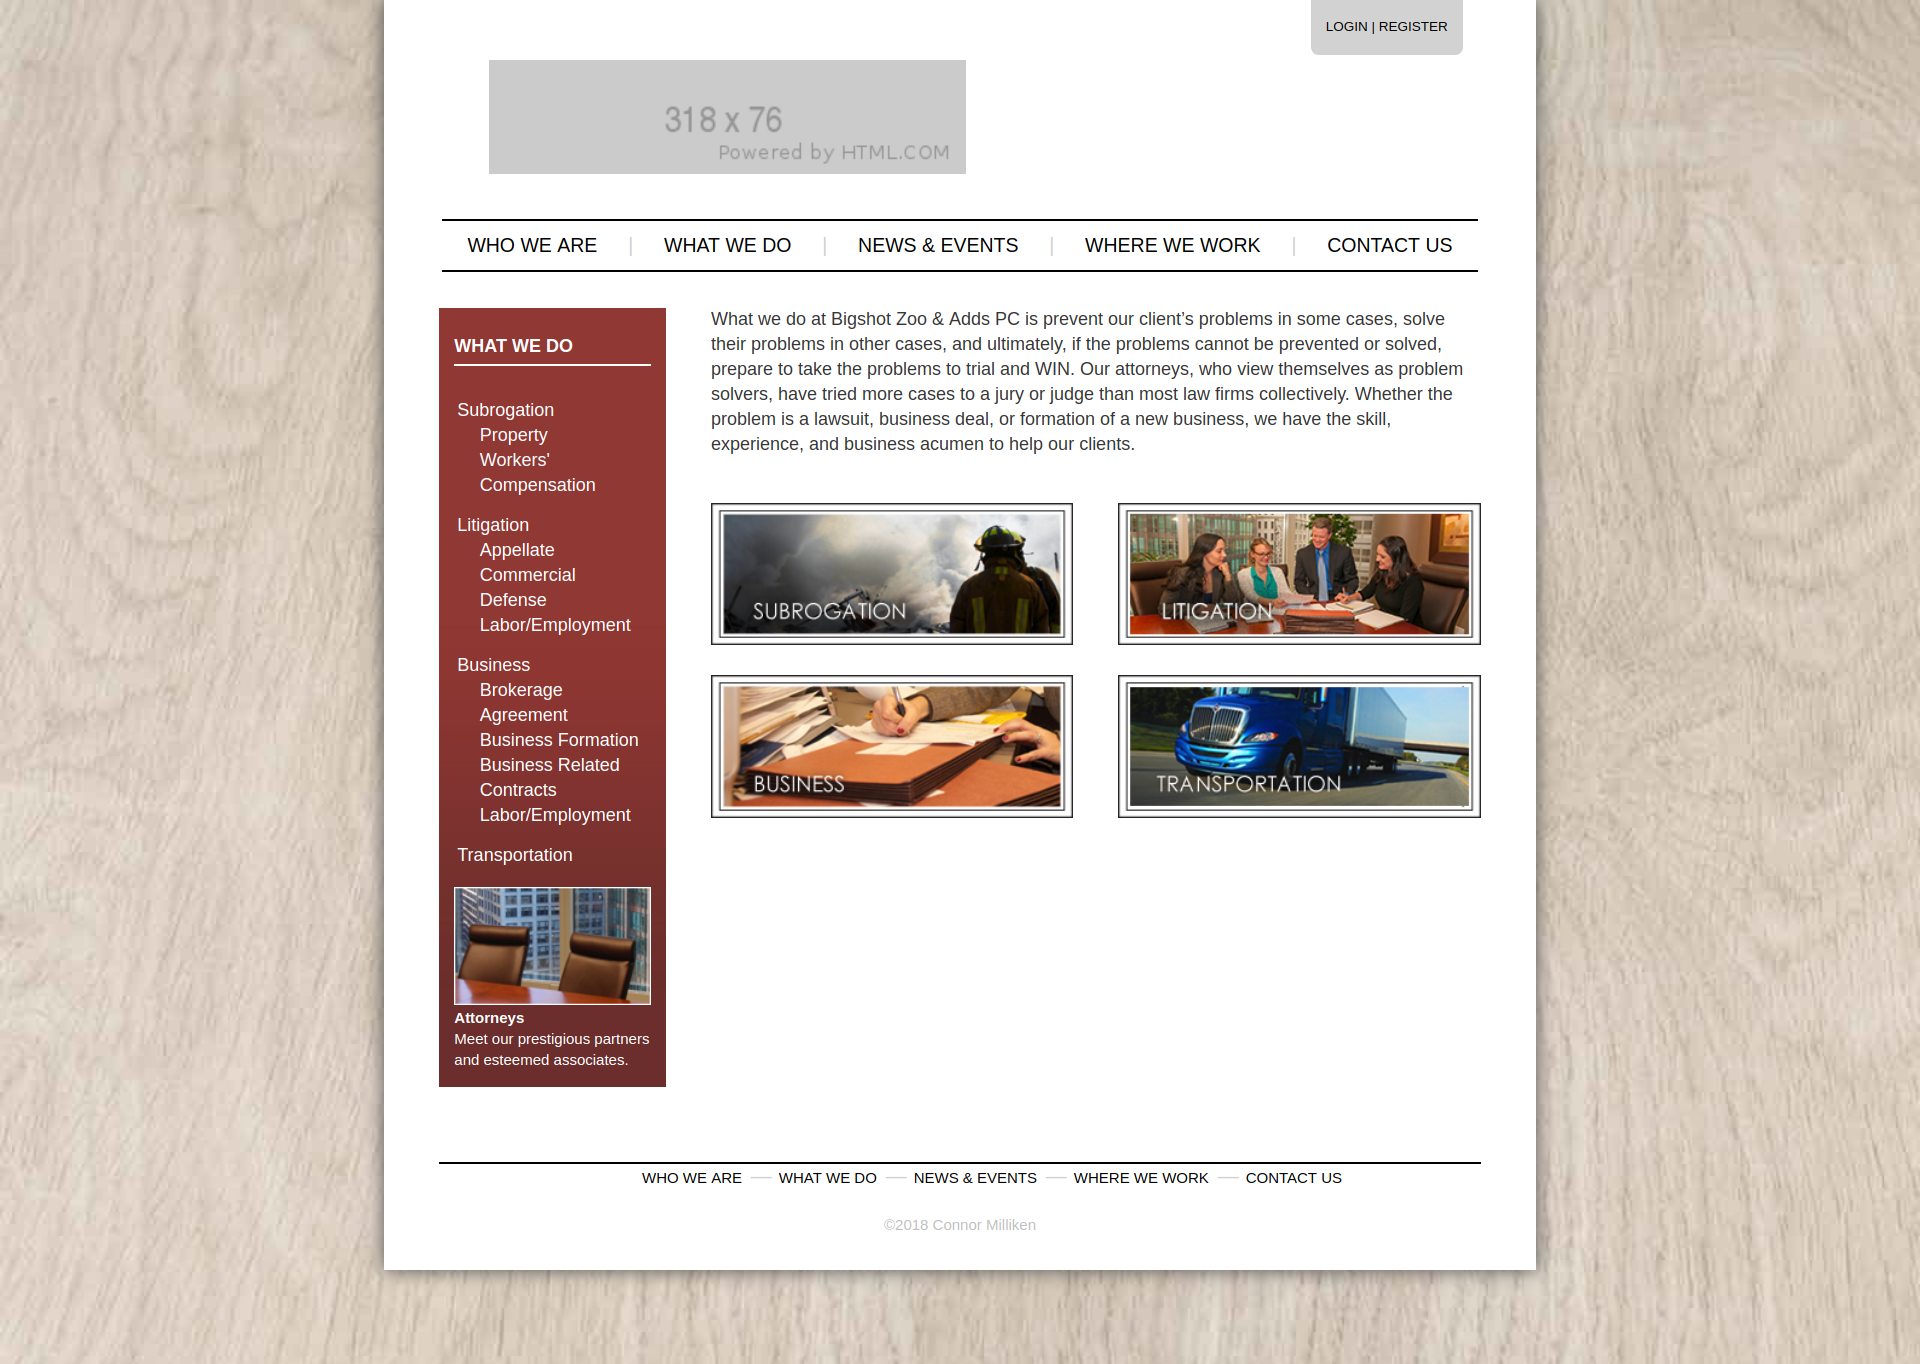 LOGIN | REGISTER
318 x 76
Powered by HTML.COM
WHO WE ARE | WHAT WE DO | NEWS & EVENTS | WHERE WE WORK | CONTACT US
WHAT WE DO
Subrogation
Property
Workers'
Compensation
Litigation
Appellate
Commercial
Defense
Labor/Employment
Business
Brokerage
Agreement
Business Formation
Business Related
Contracts
Labor/Employment
Transportation
Attorneys
Meet our prestigious partners
and esteemed associates.
What we do at Bigshot Zoo & Adds PC is prevent our client’s problems in some cases, solve
their problems in other cases, and ultimately, if the problems cannot be prevented or solved,
prepare to take the problems to trial and WIN. Our attorneys, who view themselves as problem
solvers, have tried more cases to a jury or judge than most law firms collectively. Whether the
problem is a lawsuit, business deal, or formation of a new business, we have the skill,
experience, and business acumen to help our clients.
SUBROGATION
LITIGATION
BUSINESS
TRANSPORTATION
WHO WE ARE — WHAT WE DO — NEWS & EVENTS — WHERE WE WORK — CONTACT US
©2018 Connor Milliken